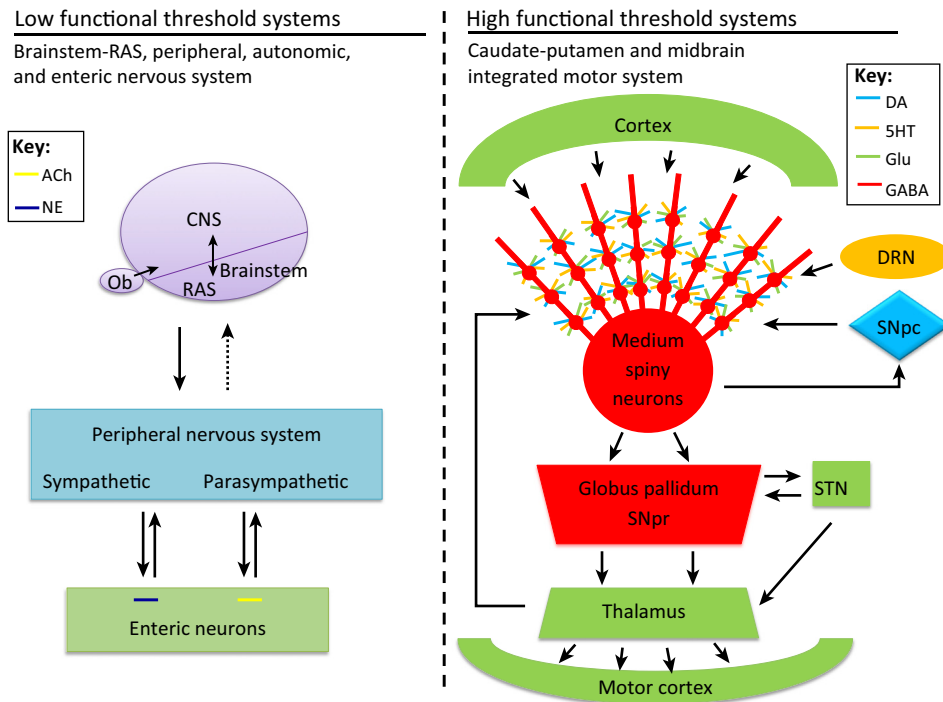 Low functional threshold systems
Brainstem-RAS, peripheral, autonomic,
and enteric nervous system
Key:
ACh
NE
CNS
Ob
Brainstem
RAS
Peripheral nervous system
Sympathetic Parasympathetic
Enteric neurons
High functional threshold systems
Caudate-putamen and midbrain
integrated motor system
Key:
DA
5HT
Glu
GABA
Cortex
DRN
SNpc
Medium
spiny
neurons
Globus pallidum
SNpr
STN
Thalamus
Motor cortex